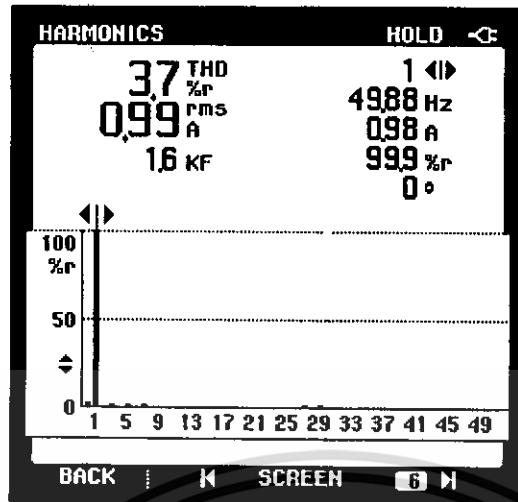 HARMONICS HOLD
3,7 THD %r
0,99 rms A
1,6 KF
1
49,88 Hz
0,98 A
99,9 %r
0 °
100
%r
50
0
1 5 9 13 17 21 25 29 33 37 41 45 49
BACK SCREEN 6